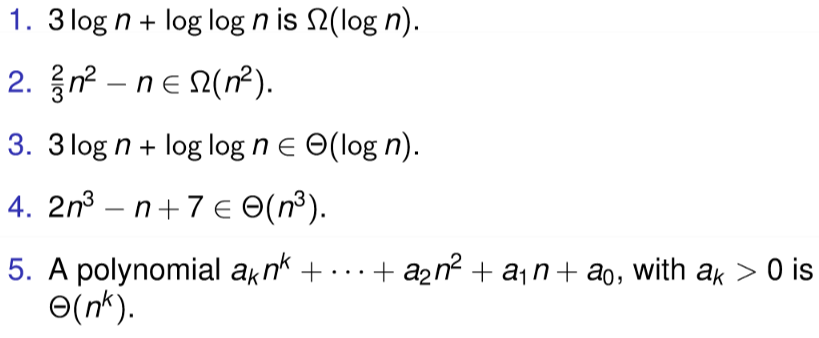 1. 3 log n + log log n is Ω(log n).
2. ⅔n² − n ∈ Ω(n²).
3. 3 log n + log log n ∈ Θ(log n).
4. 2n³ − n + 7 ∈ Θ(n³).
5. A polynomial aₖnᵏ + ⋯ + a₂n² + a₁n + a₀, with aₖ > 0 is
Θ(nᵏ).